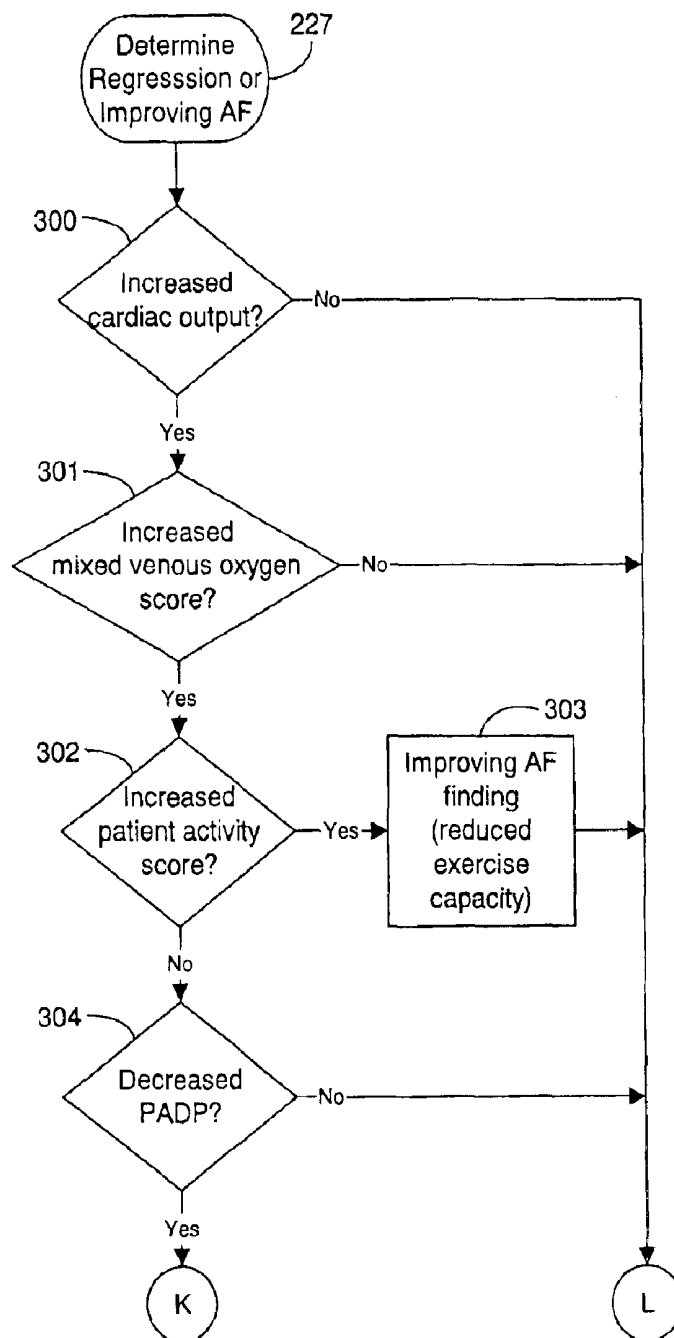 Determine
Regresssion or
Improving AF
227
300
Increased
cardiac output?
No
Yes
301
Increased
mixed venous oxygen
score?
No
Yes
302
Increased
patient activity
score?
Yes
303
Improving AF
finding
(reduced
exercise
capacity)
No
304
Decreased
PADP?
No
Yes
K
L